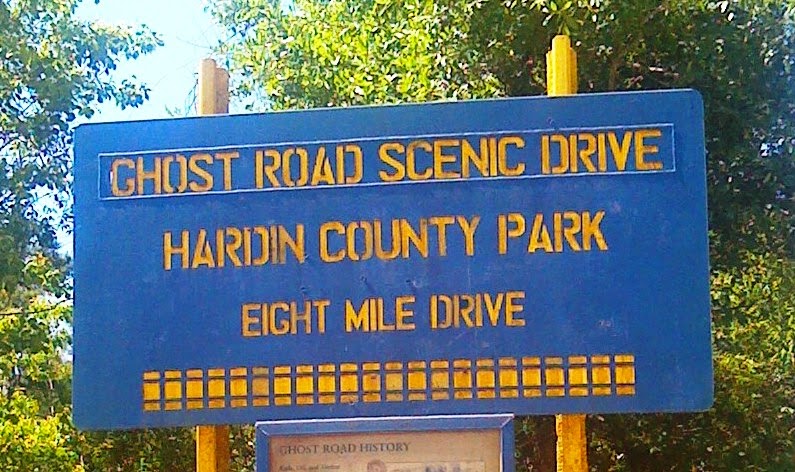 GHOST ROAD SCENIC DRIVE
HARDIN COUNTY PARK
EIGHT MILE DRIVE
GHOST ROAD HISTORY